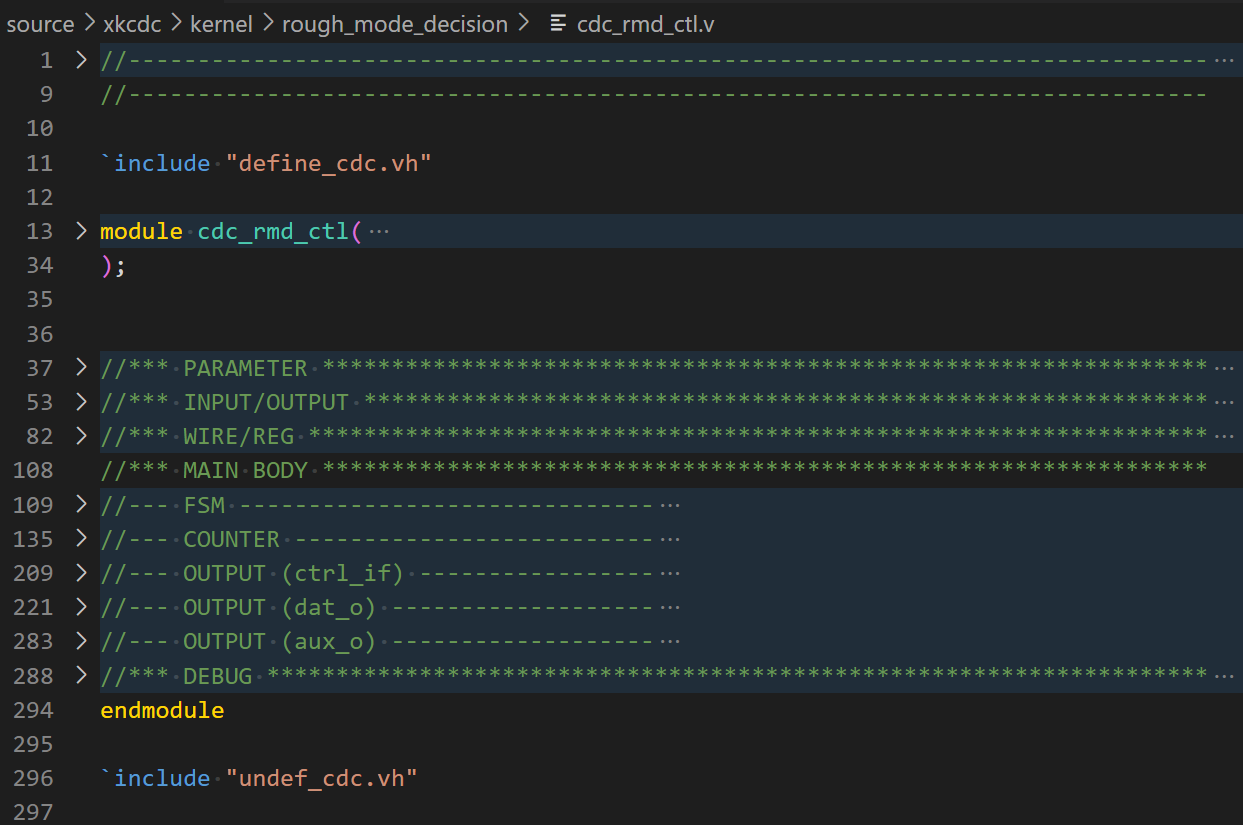 source > xkcdc > kernel > rough_mode_decision > cdc_rmd_ctl.v
1 > //------------------------------------------------------------------------------ ···
9 //------------------------------------------------------------------------------
10
11 `include "define_cdc.vh"
12
13 > module cdc_rmd_ctl( ···
34 );
35
36
37 > //*** PARAMETER **************************************************************** ···
53 > //*** INPUT/OUTPUT ************************************************************* ···
82 > //*** WIRE/REG ***************************************************************** ···
108 //*** MAIN BODY ****************************************************************
109 > //--- FSM ------------------------------ ···
135 > //--- COUNTER -------------------------- ···
209 > //--- OUTPUT (ctrl_if) ----------------- ···
221 > //--- OUTPUT (dat_o) ------------------- ···
283 > //--- OUTPUT (aux_o) ------------------- ···
288 > //*** DEBUG ******************************************************************** ···
294 endmodule
295
296 `include "undef_cdc.vh"
297